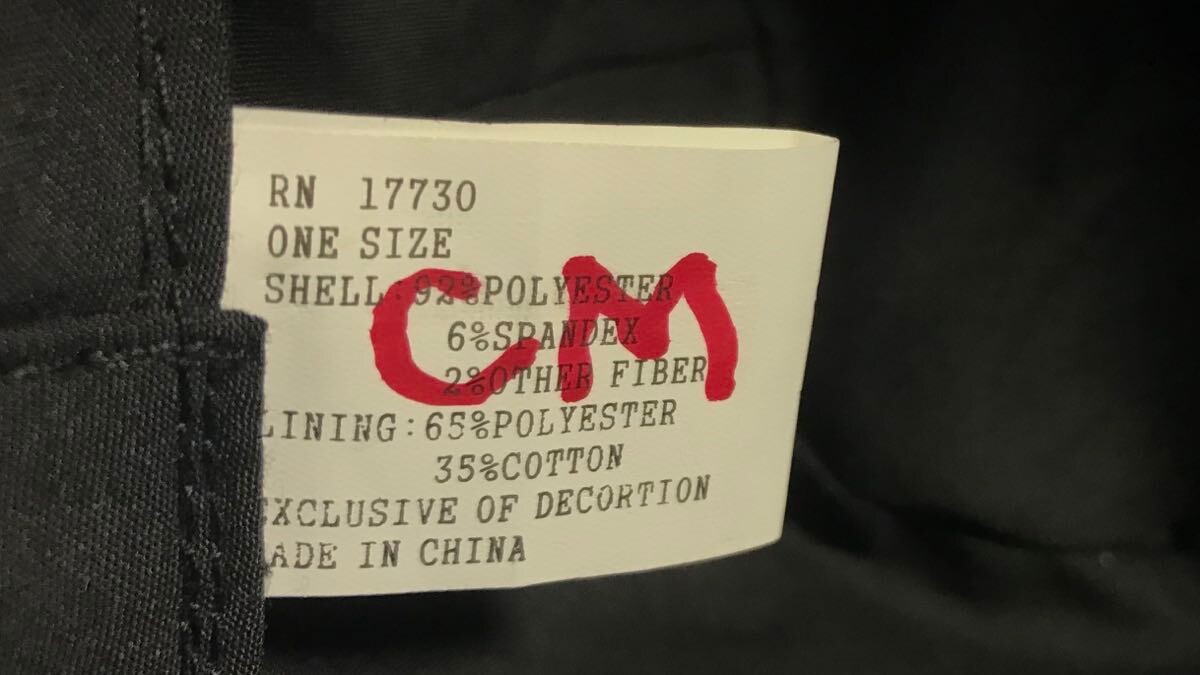 RN 17730
ONE SIZE
SHELL:92%POLYESTER
6%SPANDEX
2%OTHER FIBER
LINING:65%POLYESTER
35%COTTON
EXCLUSIVE OF DECORTION
ADE IN CHINA
CM